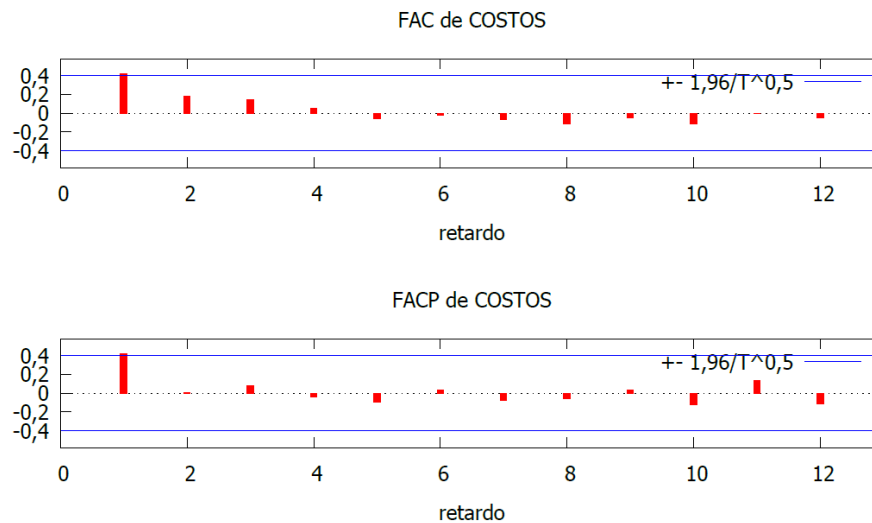 FAC de COSTOS
+- 1,96/T^0,5
0,4
0,2
0
-0,2
-0,4
0 2 4 6 8 10 12
retardo
FACP de COSTOS
+- 1,96/T^0,5
0,4
0,2
0
-0,2
-0,4
0 2 4 6 8 10 12
retardo